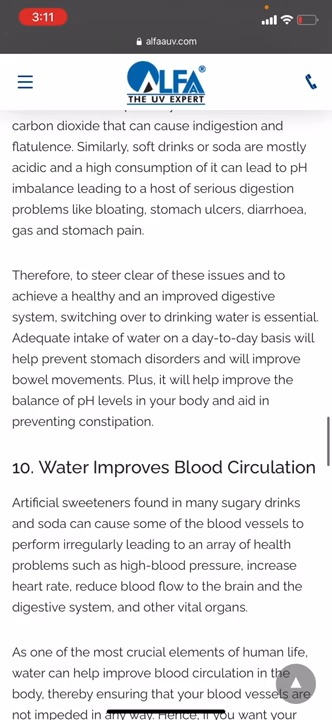 3:11
alfaauv.com
ALFA®
THE UV EXPERT
carbon dioxide that can cause indigestion and
flatulence. Similarly, soft drinks or soda are mostly
acidic and a high consumption of it can lead to pH
imbalance leading to a host of serious digestion
problems like bloating, stomach ulcers, diarrhoea,
gas and stomach pain.
Therefore, to steer clear of these issues and to
achieve a healthy and an improved digestive
system, switching over to drinking water is essential.
Adequate intake of water on a day-to-day basis will
help prevent stomach disorders and will improve
bowel movements. Plus, it will help improve the
balance of pH levels in your body and aid in
preventing constipation.
10. Water Improves Blood Circulation
Artificial sweeteners found in many sugary drinks
and soda can cause some of the blood vessels to
perform irregularly leading to an array of health
problems such as high-blood pressure, increase
heart rate, reduce blood flow to the brain and the
digestive system, and other vital organs.
As one of the most crucial elements of human life,
water can help improve blood circulation in the
body, thereby ensuring that your blood vessels are
not impeded in any way. Hence, if you want your